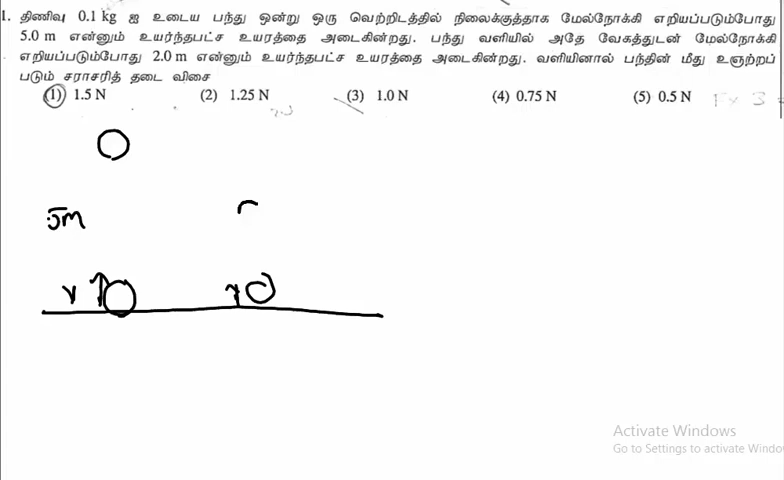 1. திணிவு 0.1 kg ஐ உடைய பந்து ஒன்று ஒரு வெற்றிடத்தில் நிலைக்குத்தாக மேல்நோக்கி எறியப்படும்போது
5.0 m என்னும் உயர்ந்தபட்ச உயரத்தை அடைகின்றது. பந்து வளியில் அதே வேகத்துடன் மேல்நோக்கி
எறியப்படும்போது 2.0 m என்னும் உயர்ந்தபட்ச உயரத்தை அடைகின்றது. வளியினால் பந்தின் மீது உஞற்றப்
படும் சராசரித் தடை விசை
(1) 1.5 N (2) 1.25 N (3) 1.0 N (4) 0.75 N (5) 0.5 N
5m
v
Activate Windows
Go to Settings to activate Windo